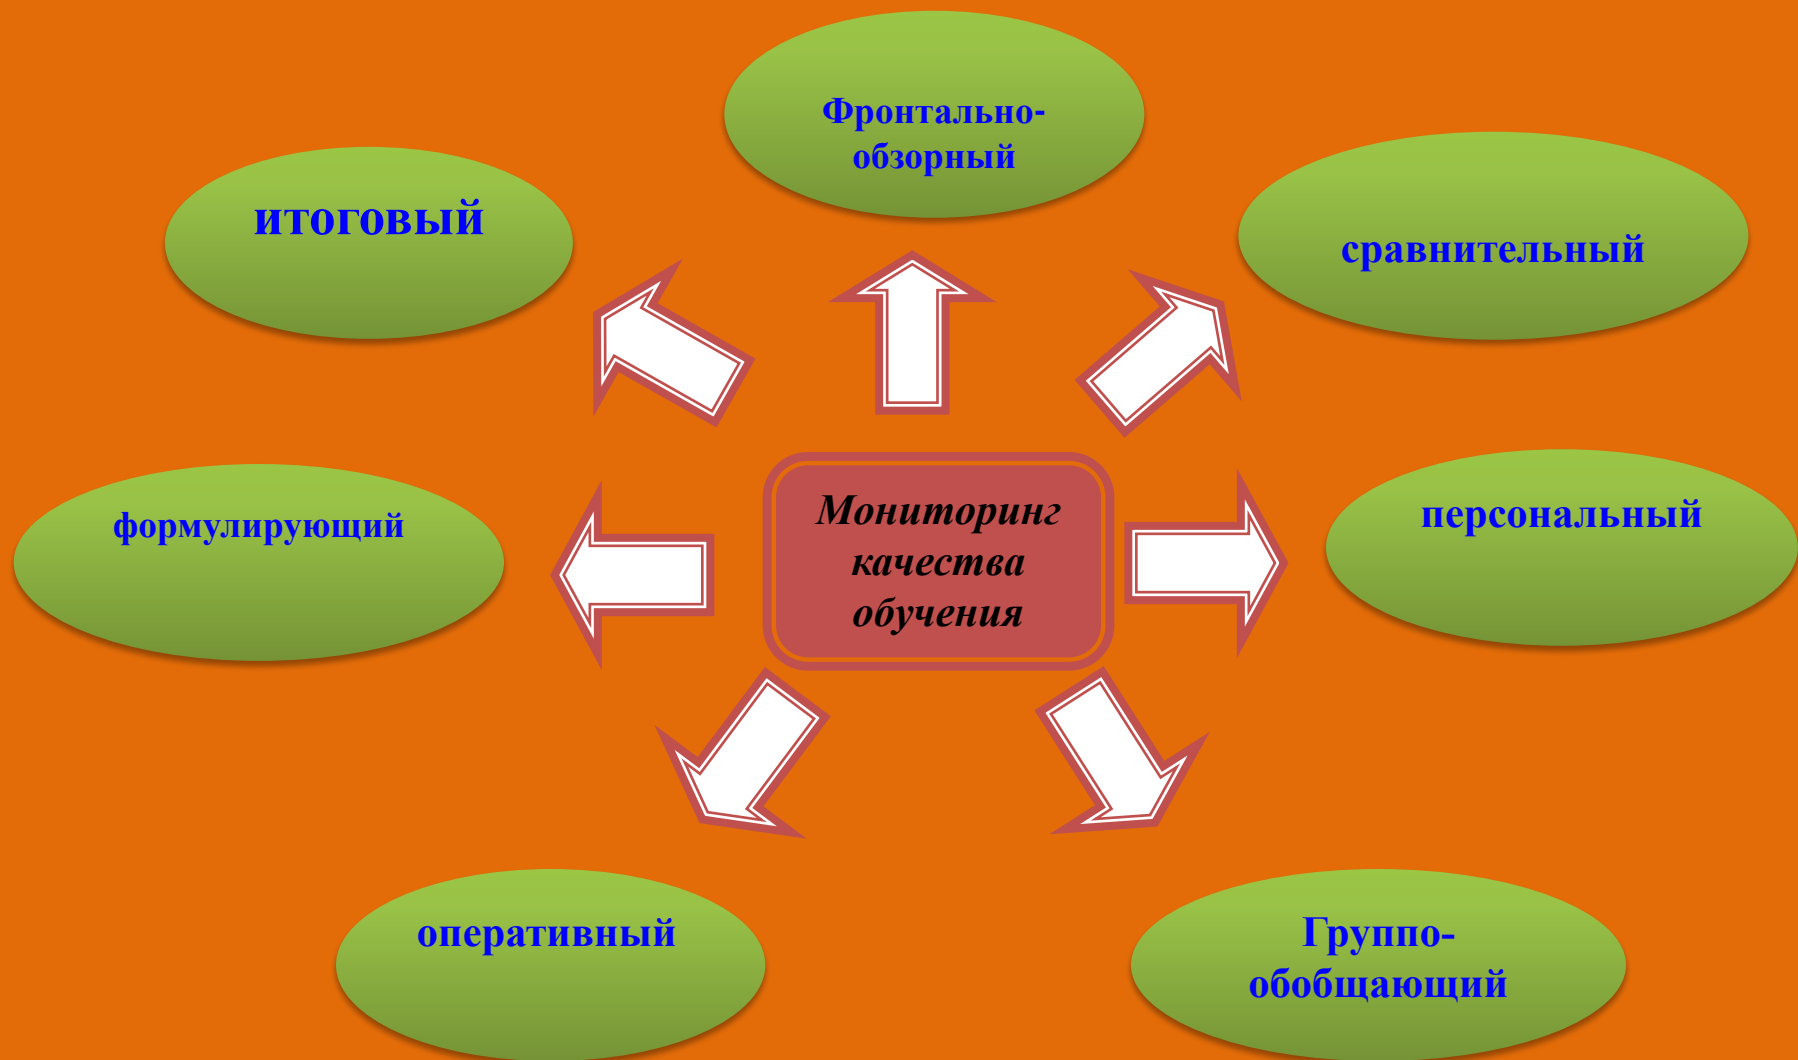 Фронтально-
обзорный
итоговый
сравнительный
формулирующий
Мониторинг
качества
обучения
персональный
оперативный
Группо-
обобщающий